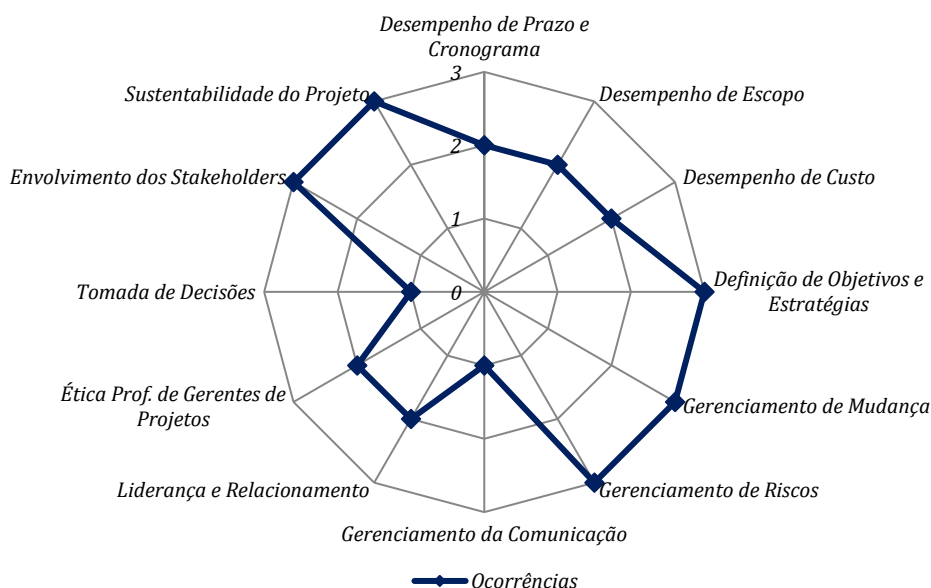 Desempenho de Prazo e
Cronograma
3
Sustentabilidade do Projeto
Desempenho de Escopo
2
Envolvimento dos Stakeholders
Desempenho de Custo
1
Tomada de Decisões
0
Definição de Objetivos e
Estratégias
Ética Prof. de Gerentes de
Projetos
Gerenciamento de Mudança
Liderança e Relacionamento
Gerenciamento de Riscos
Gerenciamento da Comunicação
Ocorrências